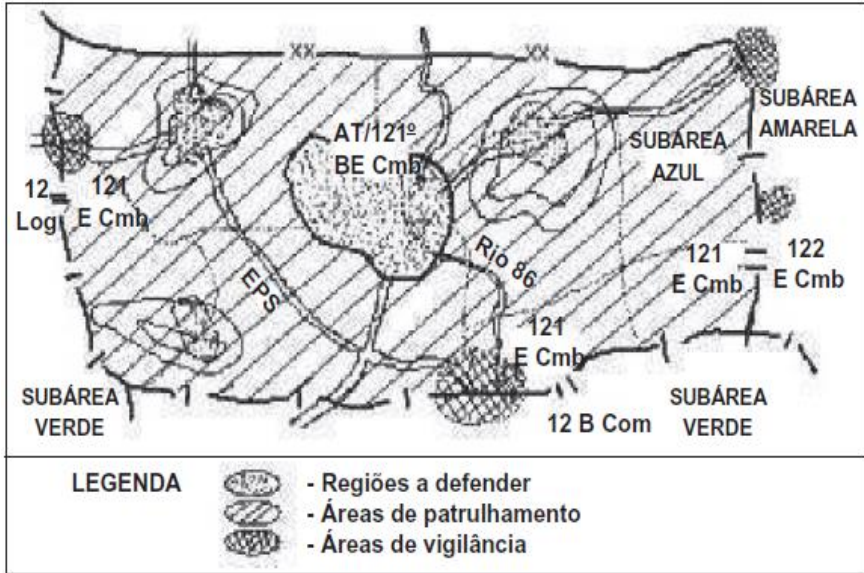 XX
XX
SUBÁREA
AMARELA
AT/121º
BE Cmb
SUBÁREA
AZUL
12
Log
121
E Cmb
EPS
Rio 86
121
E Cmb
122
E Cmb
121
E Cmb
SUBÁREA
VERDE
12 B Com
SUBÁREA
VERDE
LEGENDA
- Regiões a defender
- Áreas de patrulhamento
- Áreas de vigilância